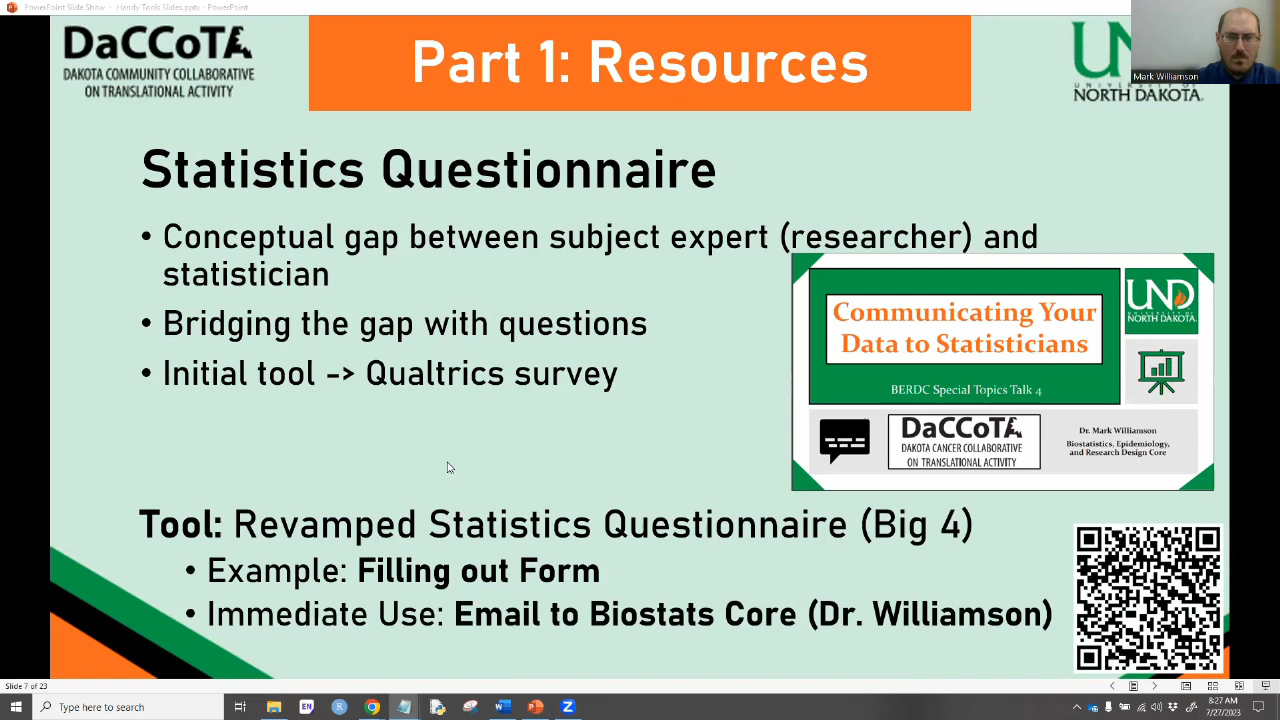 PowerPoint Slide Show - Handy Tools Slides.pptx - PowerPoint
DaCCoTA
DAKOTA COMMUNITY COLLABORATIVE
ON TRANSLATIONAL ACTIVITY
Part 1: Resources
UN
NORTH DAKOTA.
Mark Williamson
Statistics Questionnaire
• Conceptual gap between subject expert (researcher) and
statistician
• Bridging the gap with questions
• Initial tool -> Qualtrics survey
Communicating Your
Data to Statisticians
BERDC Special Topics Talk 4
UND
UNIVERSITY OF
NORTH DAKOTA.
DaCCoTA
DAKOTA CANCER COLLABORATIVE
ON TRANSLATIONAL ACTIVITY
Dr. Mark Williamson
Biostatistics, Epidemiology,
and Research Design Core
Tool: Revamped Statistics Questionnaire (Big 4)
• Example: Filling out Form
• Immediate Use: Email to Biostats Core (Dr. Williamson)
Slide 7 of 23
Type here to search
EN
R
8:27 AM
7/27/2023